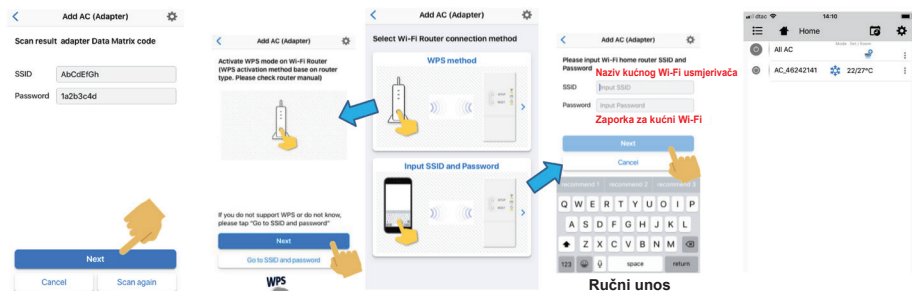 Add AC (Adapter)
Scan result adapter Data Matrix code
SSID
AbCdEfGh
Password
1a2b3c4d
Next
Cancel
Scan again
Add AC (Adapter)
Activate WPS mode on Wi-Fi Router
(WPS activation method base on router
type. Please check router manual)
If you do not support WPS or do not know,
please tap "Go to SSID and password"
Next
Go to SSID and password
WPS
Add AC (Adapter)
Select Wi-Fi Router connection method
WPS method
Input SSID and Password
Add AC (Adapter)
Please input Wi-Fi home router SSID and
Password
Naziv kućnog Wi-Fi usmjerivača
SSID
Input SSID
Password
Input Password
Zaporka za kućni Wi-Fi
Next
Cancel
recommend 1 recommend 2 recommend 3
Q W E R T Y U O I P
A S D F G H J K L
Z X C V B N M
123 space return
Ručni unos
dtac 14:10
Home
Mode Set | Room
All AC
AC_46242141 22/27°C